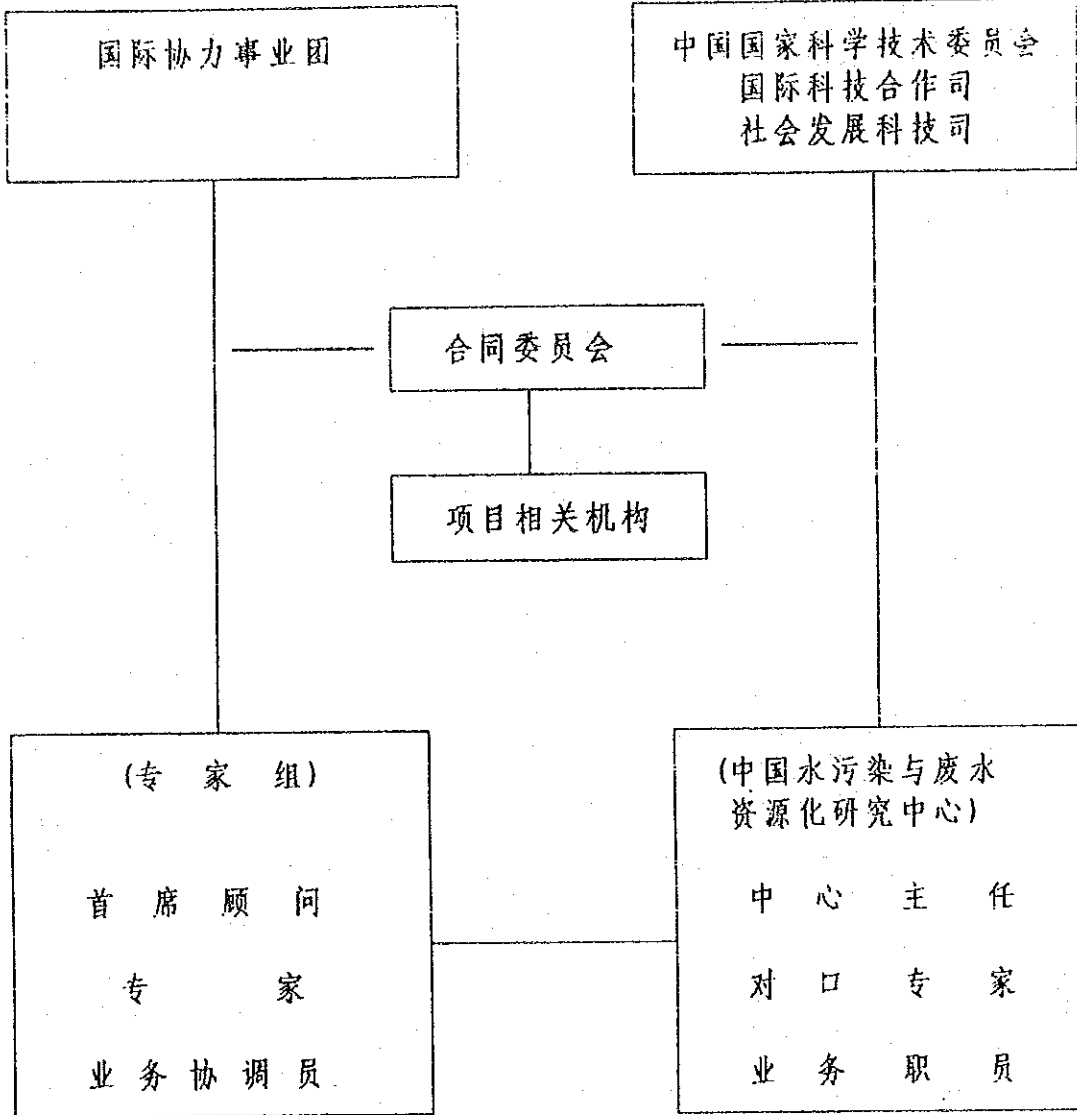 国际协力事业团
中国国家科学技术委员会
国际科技合作司
社会发展科技司
合同委员会
项目相关机构
(专家组)
首席顾问
专家
业务协调员
(中国水污染与废水
资源化研究中心)
中心主任
对口专家
业务职员